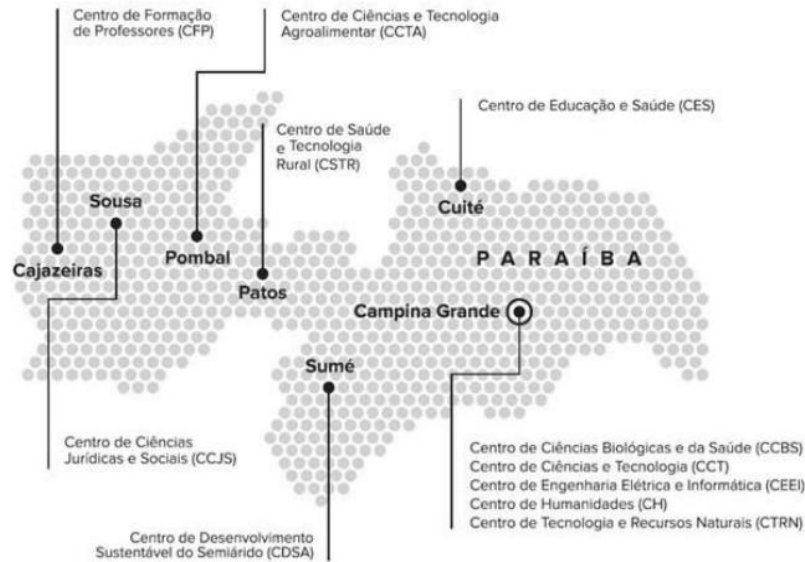 Centro de Formação
de Professores (CFP)
Centro de Ciências e Tecnologia
Agroalimentar (CCTA)
Centro de Educação e Saúde (CES)
Centro de Saúde
e Tecnologia
Rural (CSTR)
Sousa
Cuité
Cajazeiras
Pombal
PARAÍBA
Patos
Campina Grande
Sumé
Centro de Ciências
Jurídicas e Sociais (CCJS)
Centro de Ciências Biológicas e da Saúde (CCBS)
Centro de Ciências e Tecnologia (CCT)
Centro de Engenharia Elétrica e Informática (CEEI)
Centro de Humanidades (CH)
Centro de Tecnologia e Recursos Naturais (CTRN)
Centro de Desenvolvimento
Sustentável do Semiárido (CDSA)